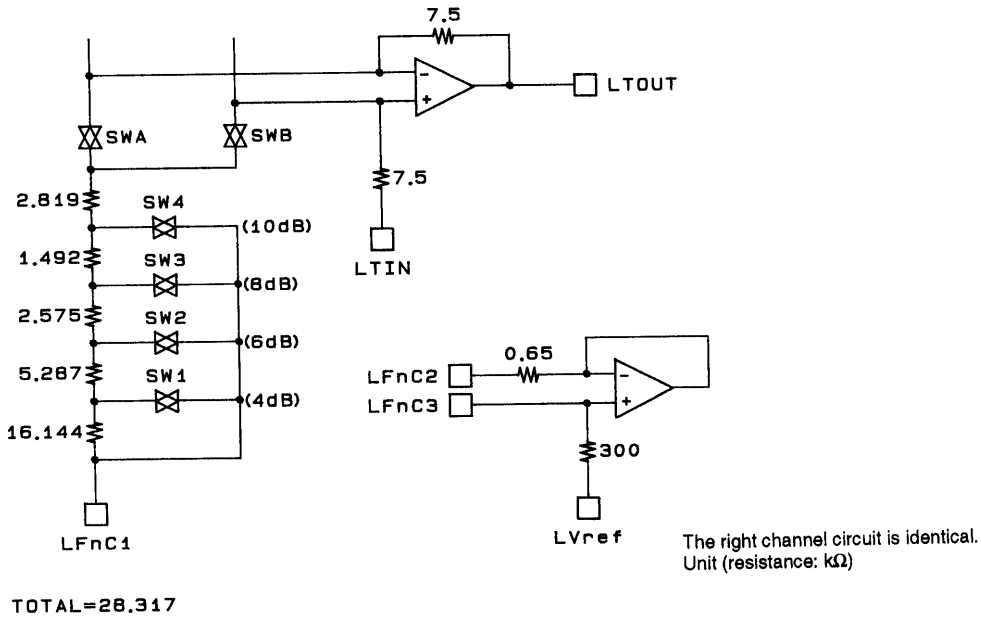 7.5
LTOUT
SWA
SWB
7.5
2.819
SW4
(10dB)
1.492
SW3
LTIN
(8dB)
2.575
SW2
(6dB)
0.65
5.287
SW1
LFnC2
LFnC3
(4dB)
16.144
300
LFnC1
LVref
The right channel circuit is identical.
Unit (resistance: kΩ)
TOTAL=28.317